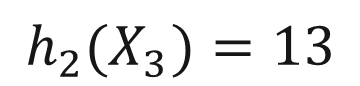 h₂(X₃) = 13